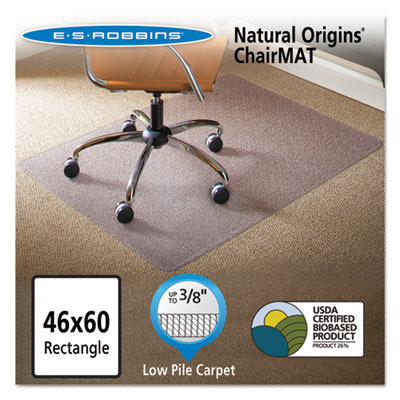 E·S·ROBBINS
Natural Origins®
ChairMAT
46x60
Rectangle
UP TO 3/8"
Low Pile Carpet
USDA
CERTIFIED
BIOBASED
PRODUCT
PRODUCT 26%